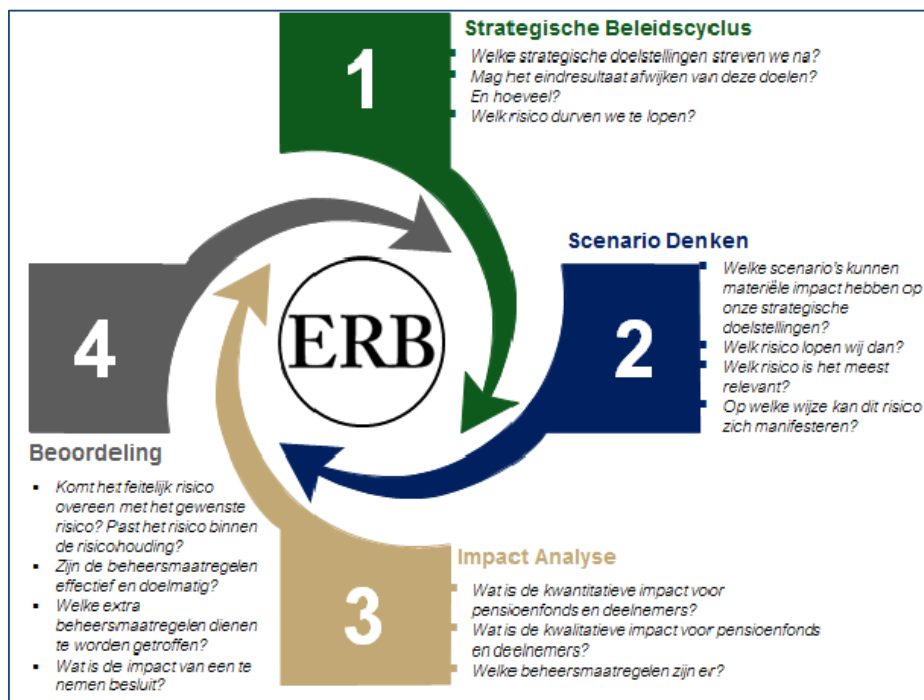 1
Strategische Beleidscyclus
Welke strategische doelstellingen streven we na?
Mag het eindresultaat afwijken van deze doelen?
En hoeveel?
Welk risico durven we te lopen?
Scenario Denken
2
Welke scenario's kunnen
materiële impact hebben op
onze strategische
doelstellingen?
Welk risico lopen wij dan?
Welk risico is het meest
relevant?
Op welke wijze kan dit risico
zich manifesteren?
ERB
3
Impact Analyse
Wat is de kwantitatieve impact voor
pensioenfonds en deelnemers?
Wat is de kwalitatieve impact voor pensioenfonds
en deelnemers?
Welke beheersmaatregelen zijn er?
4
Beoordeling
Komt het feitelijk risico
overeen met het gewenste
risico? Past het risico binnen
de risicohouding?
Zijn de beheersmaatregelen
effectief en doelmatig?
Welke extra
beheersmaatregelen dienen
te worden getroffen?
Wat is de impact van een te
nemen besluit?